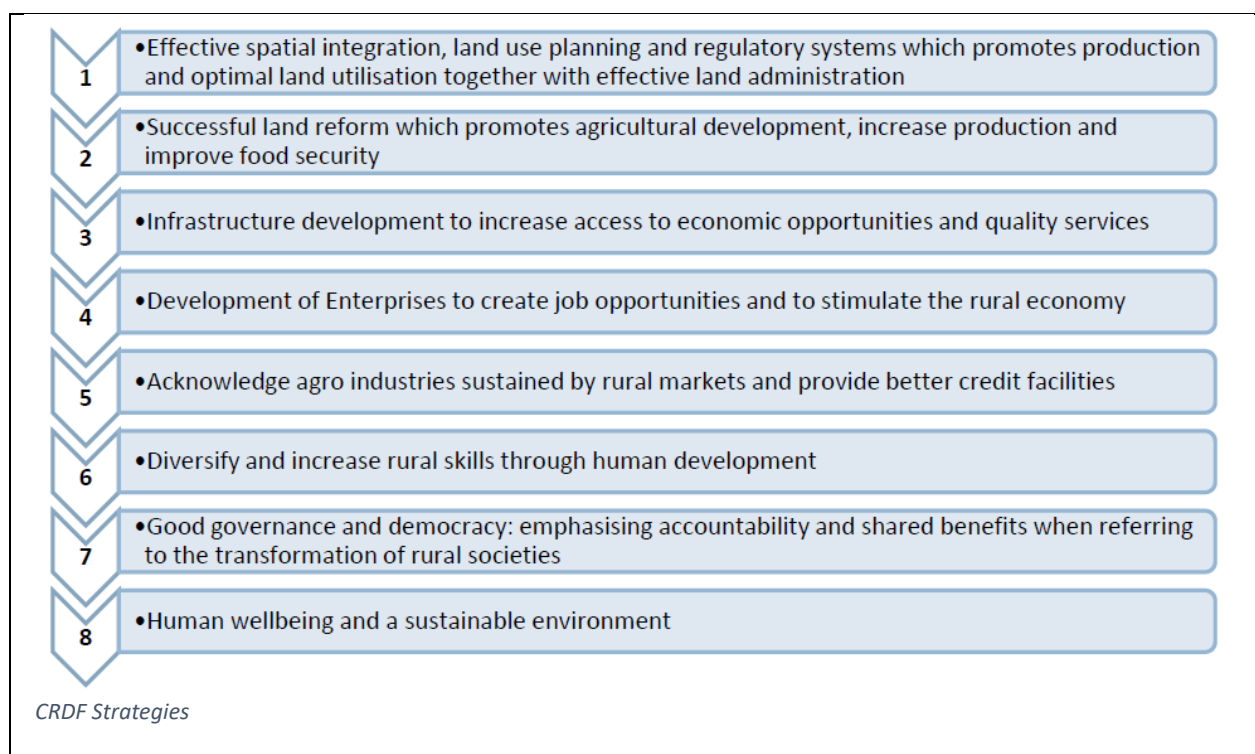 1
•Effective spatial integration, land use planning and regulatory systems which promotes production
and optimal land utilisation together with effective land administration
2
•Successful land reform which promotes agricultural development, increase production and
improve food security
3
•Infrastructure development to increase access to economic opportunities and quality services
4
•Development of Enterprises to create job opportunities and to stimulate the rural economy
5
•Acknowledge agro industries sustained by rural markets and provide better credit facilities
6
•Diversify and increase rural skills through human development
7
•Good governance and democracy: emphasising accountability and shared benefits when referring
to the transformation of rural societies
8
•Human wellbeing and a sustainable environment
CRDF Strategies